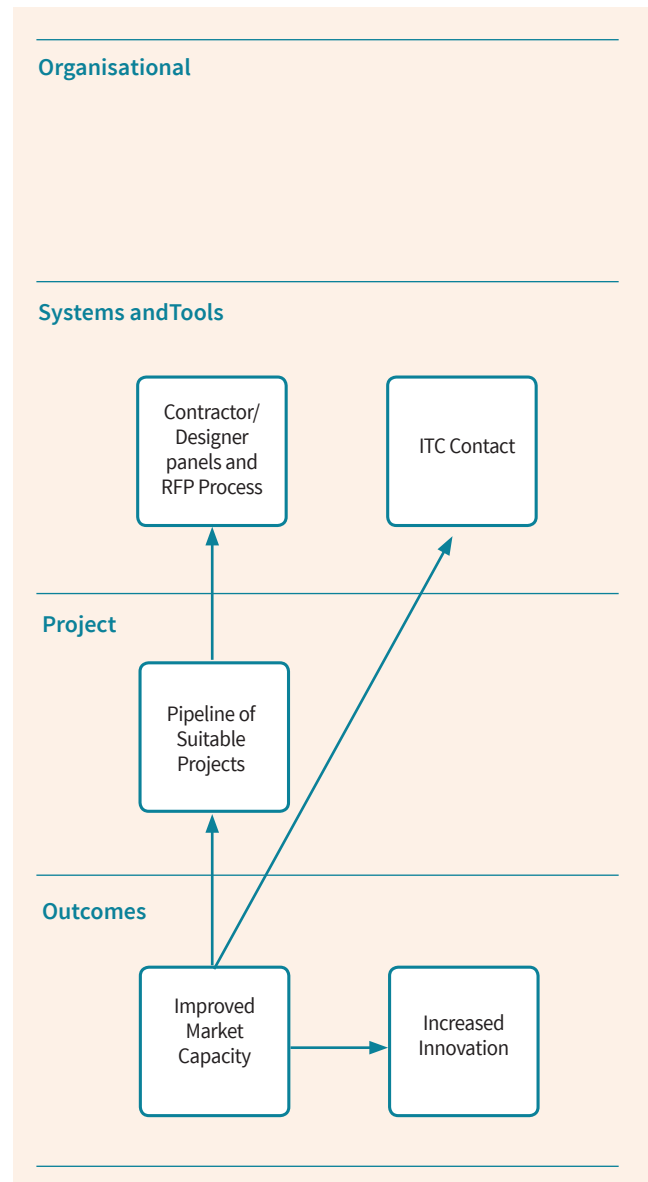 Organisational
Systems andTools
Contractor/
Designer
panels and
RFP Process
ITC Contact
Project
Pipeline of
Suitable
Projects
Outcomes
Improved
Market
Capacity
Increased
Innovation